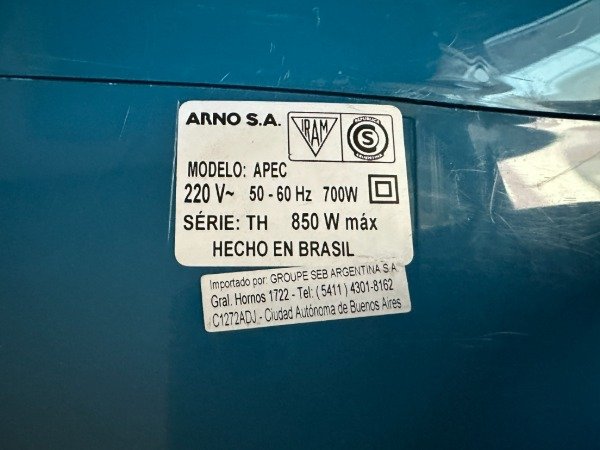 ARNO S.A.
IRAM
S
MODELO: APEC
220 V~ 50 - 60 Hz 700W
SÉRIE: TH 850 W máx
HECHO EN BRASIL
Importado por: GROUPE SEB ARGENTINA S A
Gral. Hornos 1722 - Tel: (5411) 4301-8162
C1272ADJ - Ciudad Autónoma de Buenos Aires